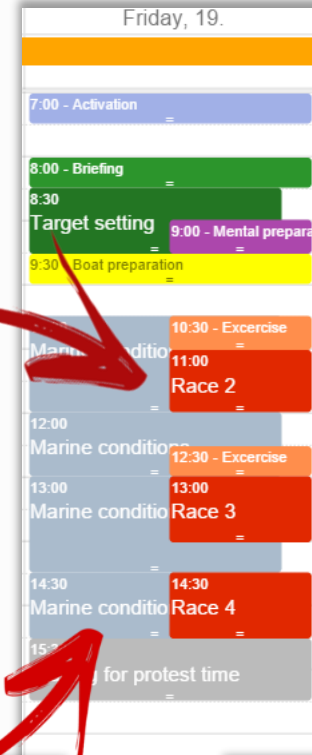 Friday, 19.
7:00 - Activation
=
8:00 - Briefing
=
8:30
Target setting
=
9:00 - Mental prepara
=
9:30 Boat preparation
=
10:30 - Excercise
=
11:00
Race 2
=
=
12:00
Marine conditions
=
12:30 - Excercise
=
13:00
Marine conditio
=
13:00
Race 3
=
14:30
Marine conditio
=
14:30
Race 4
=
for protest time
=